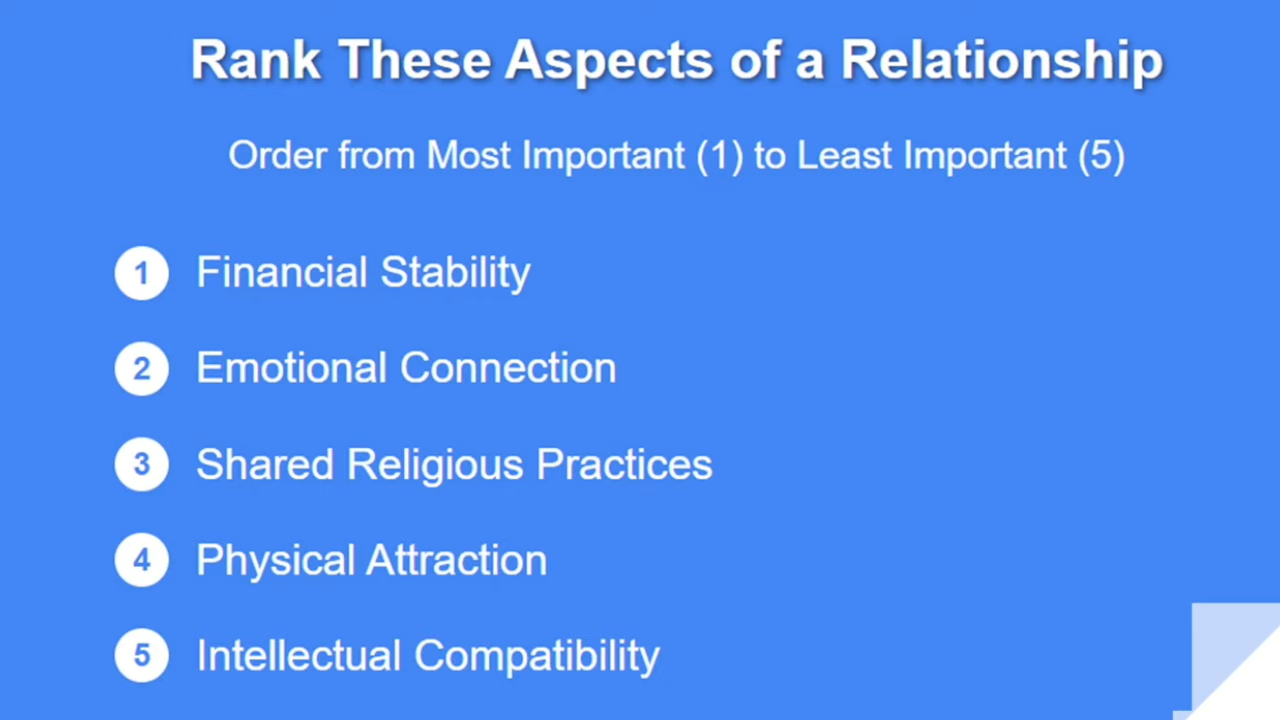 Rank These Aspects of a Relationship
Order from Most Important (1) to Least Important (5)
1 Financial Stability
2 Emotional Connection
3 Shared Religious Practices
4 Physical Attraction
5 Intellectual Compatibility